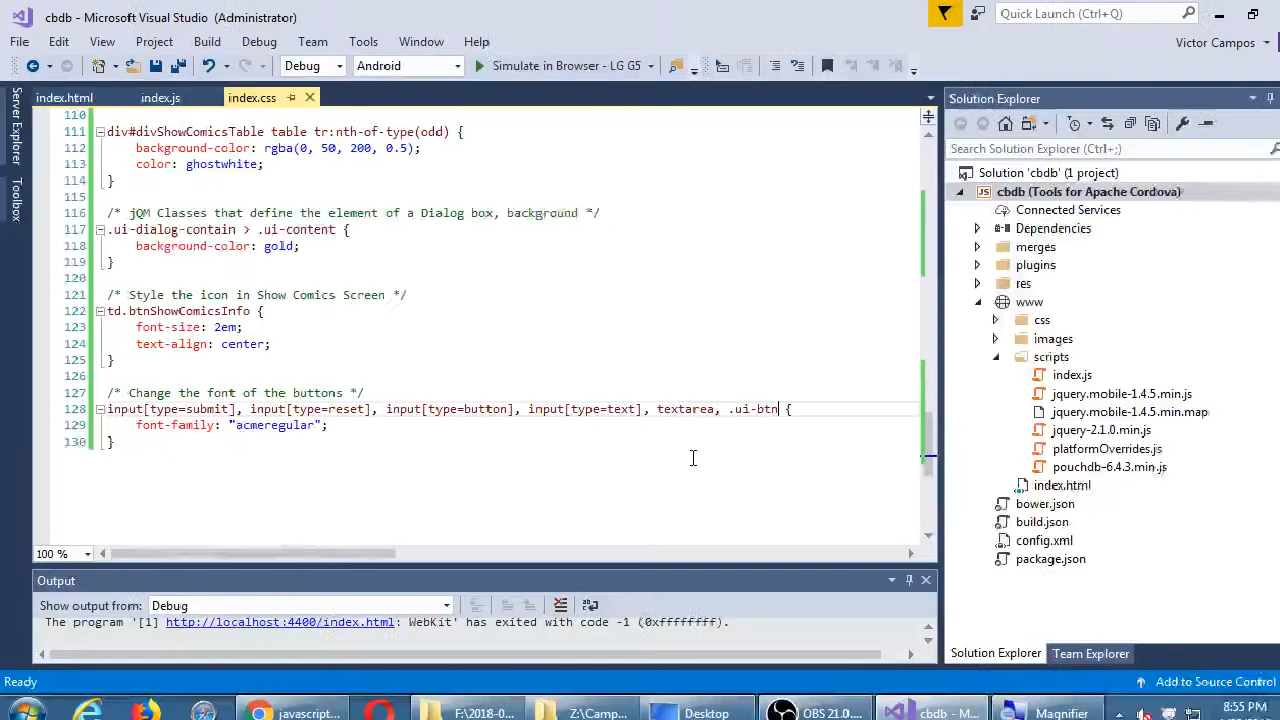 cbdb - Microsoft Visual Studio (Administrator)
Quick Launch (Ctrl+Q)
File Edit View Project Build Debug Team Tools Window Help
Victor Campos
Debug Android Simulate in Browser - LG G5
Server Explorer
Toolbox
index.html index.js index.css
110
111 div#divShowComicsTable table tr:nth-of-type(odd) {
112 background-color: rgba(0, 50, 200, 0.5);
113 color: ghostwhite;
114 }
115
116 /* jQM Classes that define the element of a Dialog box, background */
117 .ui-dialog-contain > .ui-content {
118 background-color: gold;
119 }
120
121 /* Style the icon in Show Comics Screen */
122 td.btnShowComicsInfo {
123 font-size: 2em;
124 text-align: center;
125 }
126
127 /* Change the font of the buttons */
128 input[type=submit], input[type=reset], input[type=button], input[type=text], textarea, .ui-btn {
129 font-family: "acmeregular";
130 }
100 %
Output
Show output from: Debug
The program '[1] http://localhost:4400/index.html: WebKit' has exited with code -1 (0xffffffff).
Solution Explorer
Search Solution Explorer (Ctrl+;)
Solution 'cbdb' (1 project)
JS cbdb (Tools for Apache Cordova)
Connected Services
Dependencies
merges
plugins
res
www
css
images
scripts
index.js
jquery.mobile-1.4.5.min.js
jquery.mobile-1.4.5.min.map
jquery-2.1.0.min.js
platformOverrides.js
pouchdb-6.4.3.min.js
index.html
bower.json
build.json
config.xml
package.json
Solution Explorer Team Explorer
Ready
Add to Source Control
javascript... F:\2018-0... Z:\Camp... Desktop OBS 21.0... cbdb - M... Magnifier 8:55 PM